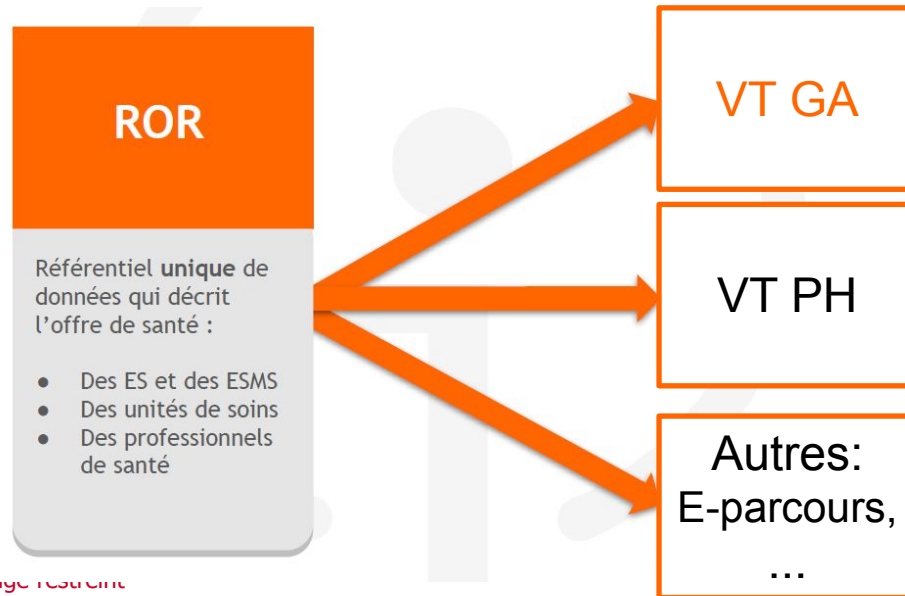 ROR
Référentiel unique de
données qui décrit
l'offre de santé :
● Des ES et des ESMS
● Des unités de soins
● Des professionnels
de santé
VT GA
VT PH
Autres:
E-parcours,
...
restreint